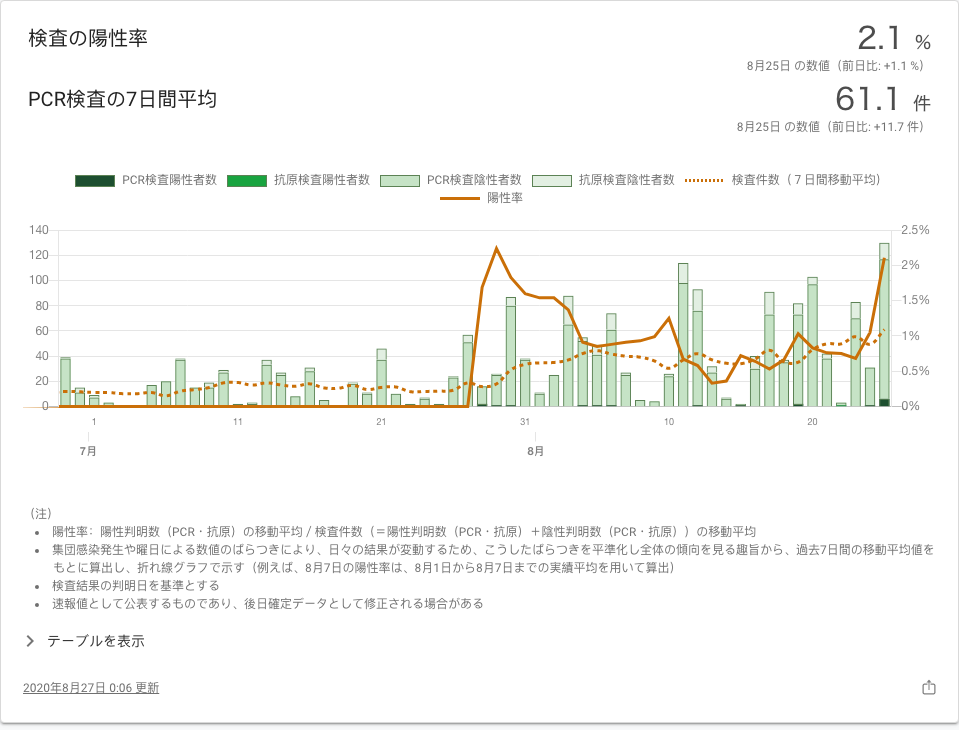 検査の陽性率
2.1 %
8月25日 の数値（前日比: +1.1 %）
PCR検査の7日間平均
61.1 件
8月25日 の数値（前日比: +11.7 件）
PCR検査陽性者数 抗原検査陽性者数 PCR検査陰性者数 抗原検査陰性者数 検査件数（７日間移動平均）
陽性率
140 2.5%
120 2%
100
80 1.5%
60 1%
40 0.5%
20
0 0%
1 11 21 31 10 20
7月 8月
（注）
陽性率：陽性判明数（PCR・抗原）の移動平均 / 検査件数（＝陽性判明数（PCR・抗原）＋陰性判明数（PCR・抗原））の移動平均
集団感染発生や曜日による数値のばらつきにより、日々の結果が変動するため、こうしたばらつきを平準化し全体の傾向を見る趣旨から、過去7日間の移動平均値を
もとに算出し、折れ線グラフで示す（例えば、8月7日の陽性率は、8月1日から8月7日までの実績平均を用いて算出）
検査結果の判明日を基準とする
速報値として公表するものであり、後日確定データとして修正される場合がある
テーブルを表示
2020年8月27日 0:06 更新